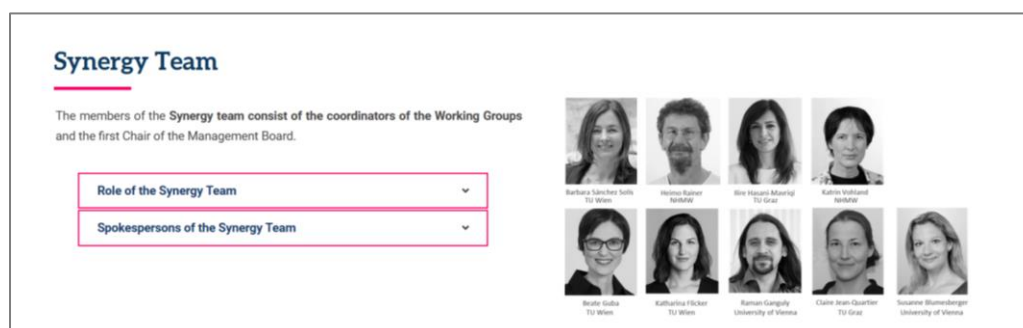 Synergy Team
The members of the Synergy team consist of the coordinators of the Working Groups
and the first Chair of the Management Board.
Role of the Synergy Team
Spokespersons of the Synergy Team
Barbara Sánchez Solís
TU Wien
Heimo Rainer
NHMW
Ilire Hasani-Mavriqi
TU Graz
Katrin Vohland
NHMW
Beate Guba
TU Wien
Katharina Flicker
TU Wien
Raman Ganguly
University of Vienna
Claire Jean-Quartier
TU Graz
Susanne Blumesberger
University of Vienna